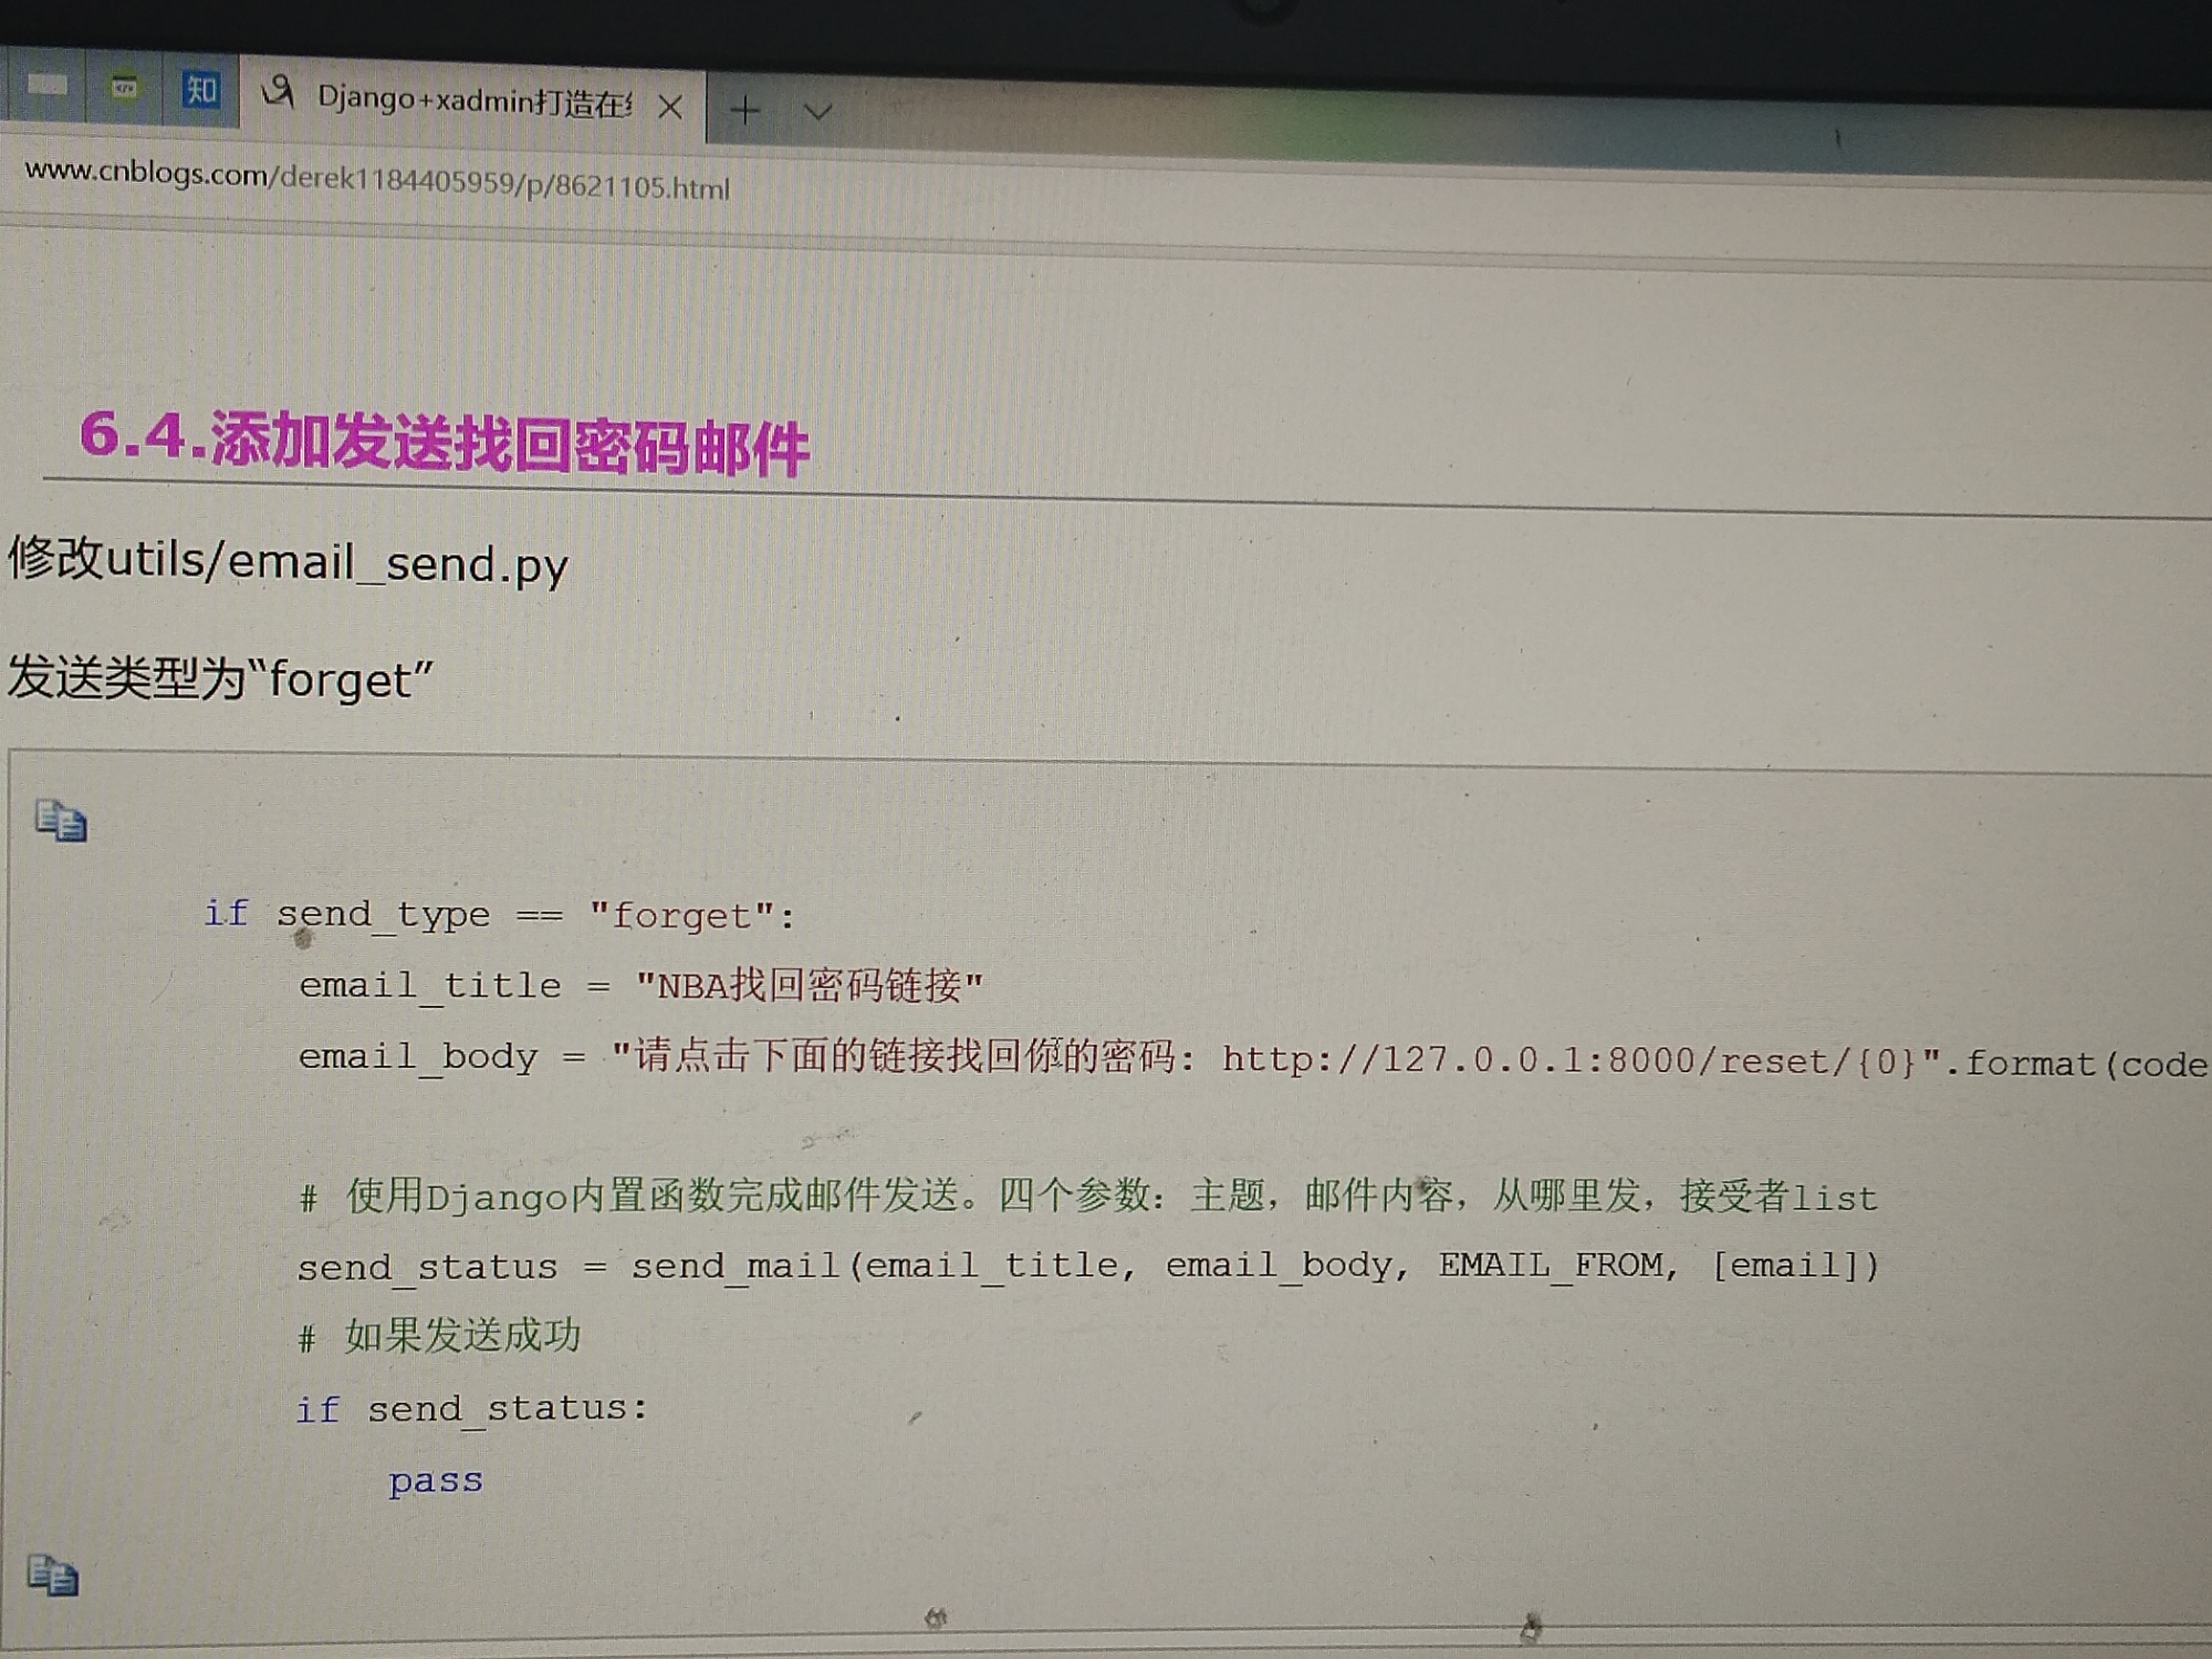 知
Django+xadmin打造在
www.cnblogs.com/derek1184405959/p/8621105.html
6.4.添加发送找回密码邮件
修改utils/email_send.py
发送类型为“forget”
if send_type == "forget":
email_title = "NBA找回密码链接"
email_body = "请点击下面的链接找回你的密码: http://127.0.0.1:8000/reset/{0}".format(code
# 使用Django内置函数完成邮件发送。四个参数：主题，邮件内容，从哪里发，接受者list
send_status = send_mail(email_title, email_body, EMAIL_FROM, [email])
# 如果发送成功
if send_status:
pass